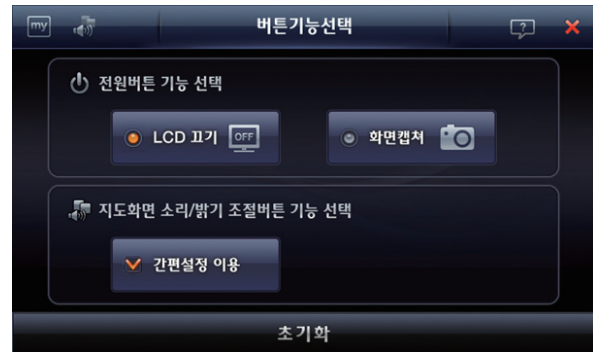 my
버튼기능선택
?
전원버튼 기능 선택
LCD 끄기
OFF
화면캡쳐
지도화면 소리/밝기 조절버튼 기능 선택
간편설정 이용
초기화